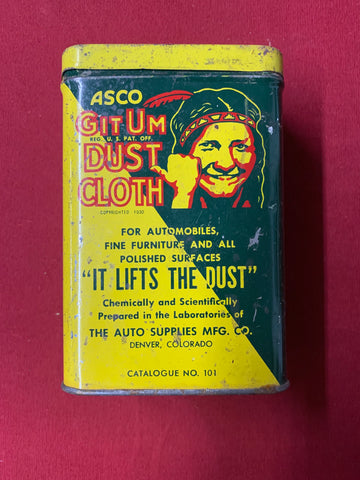 ASCO
GIT UM
REG. U. S. PAT. OFF.
DUST
CLOTH
COPYRIGHTED 1930
FOR AUTOMOBILES,
FINE FURNITURE AND ALL
POLISHED SURFACES
"IT LIFTS THE DUST"
Chemically and Scientifically
Prepared in the Laboratories of
THE AUTO SUPPLIES MFG. CO.
DENVER, COLORADO
CATALOGUE NO. 101